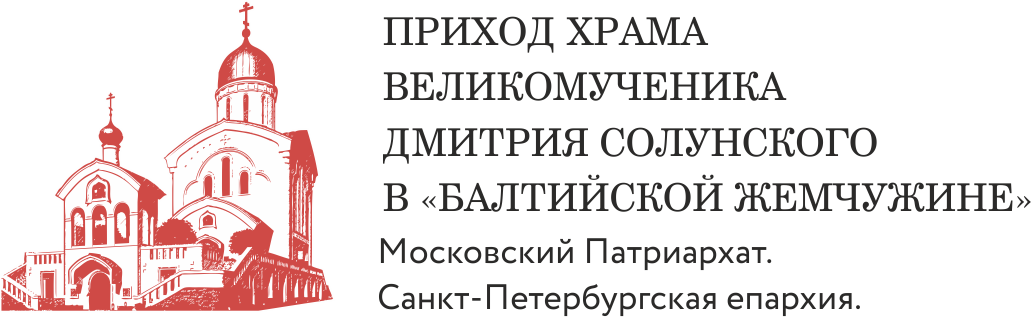 ПРИХОД ХРАМА
ВЕЛИКОМУЧЕНИКА
ДМИТРИЯ СОЛУНСКОГО
В «БАЛТИЙСКОЙ ЖЕМЧУЖИНЕ»
Московский Патриархат.
Санкт-Петербургская епархия.